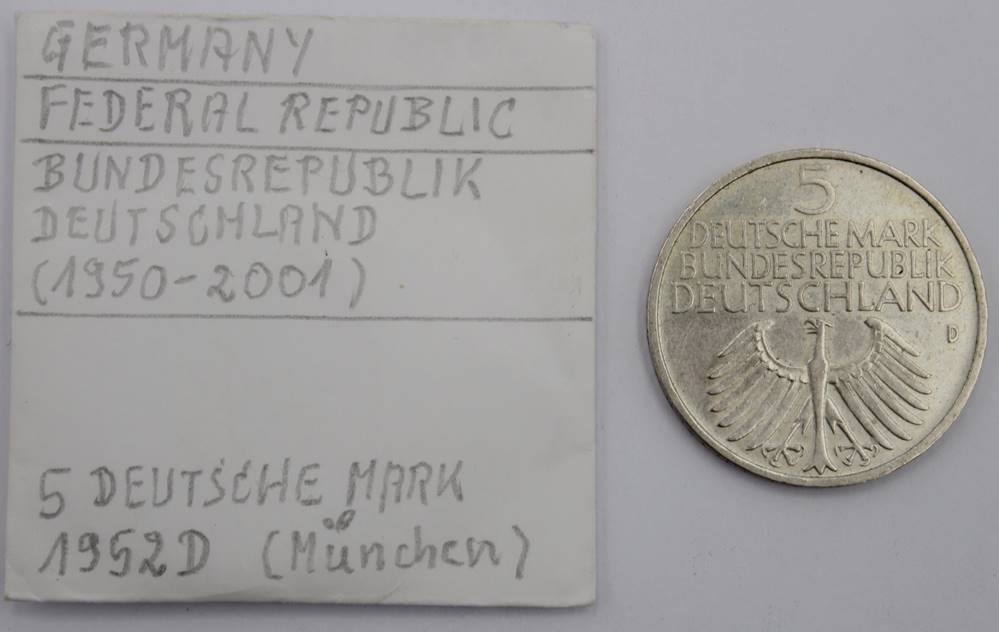 GERMANY
FEDERAL REPUBLIC
BUNDESREPUBLIK
DEUTSCHLAND
(1950-2001)
5 DEUTSCHE MARK
1952D (München)
5
DEUTSCHE MARK
BUNDESREPUBLIK
DEUTSCHLAND
D